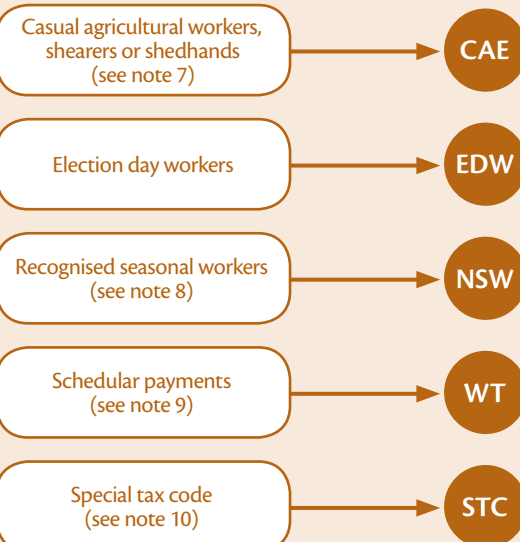 Casual agricultural workers,
shearers or shedhands
(see note 7)
CAE
Election day workers
EDW
Recognised seasonal workers
(see note 8)
NSW
Schedular payments
(see note 9)
WT
Special tax code
(see note 10)
STC